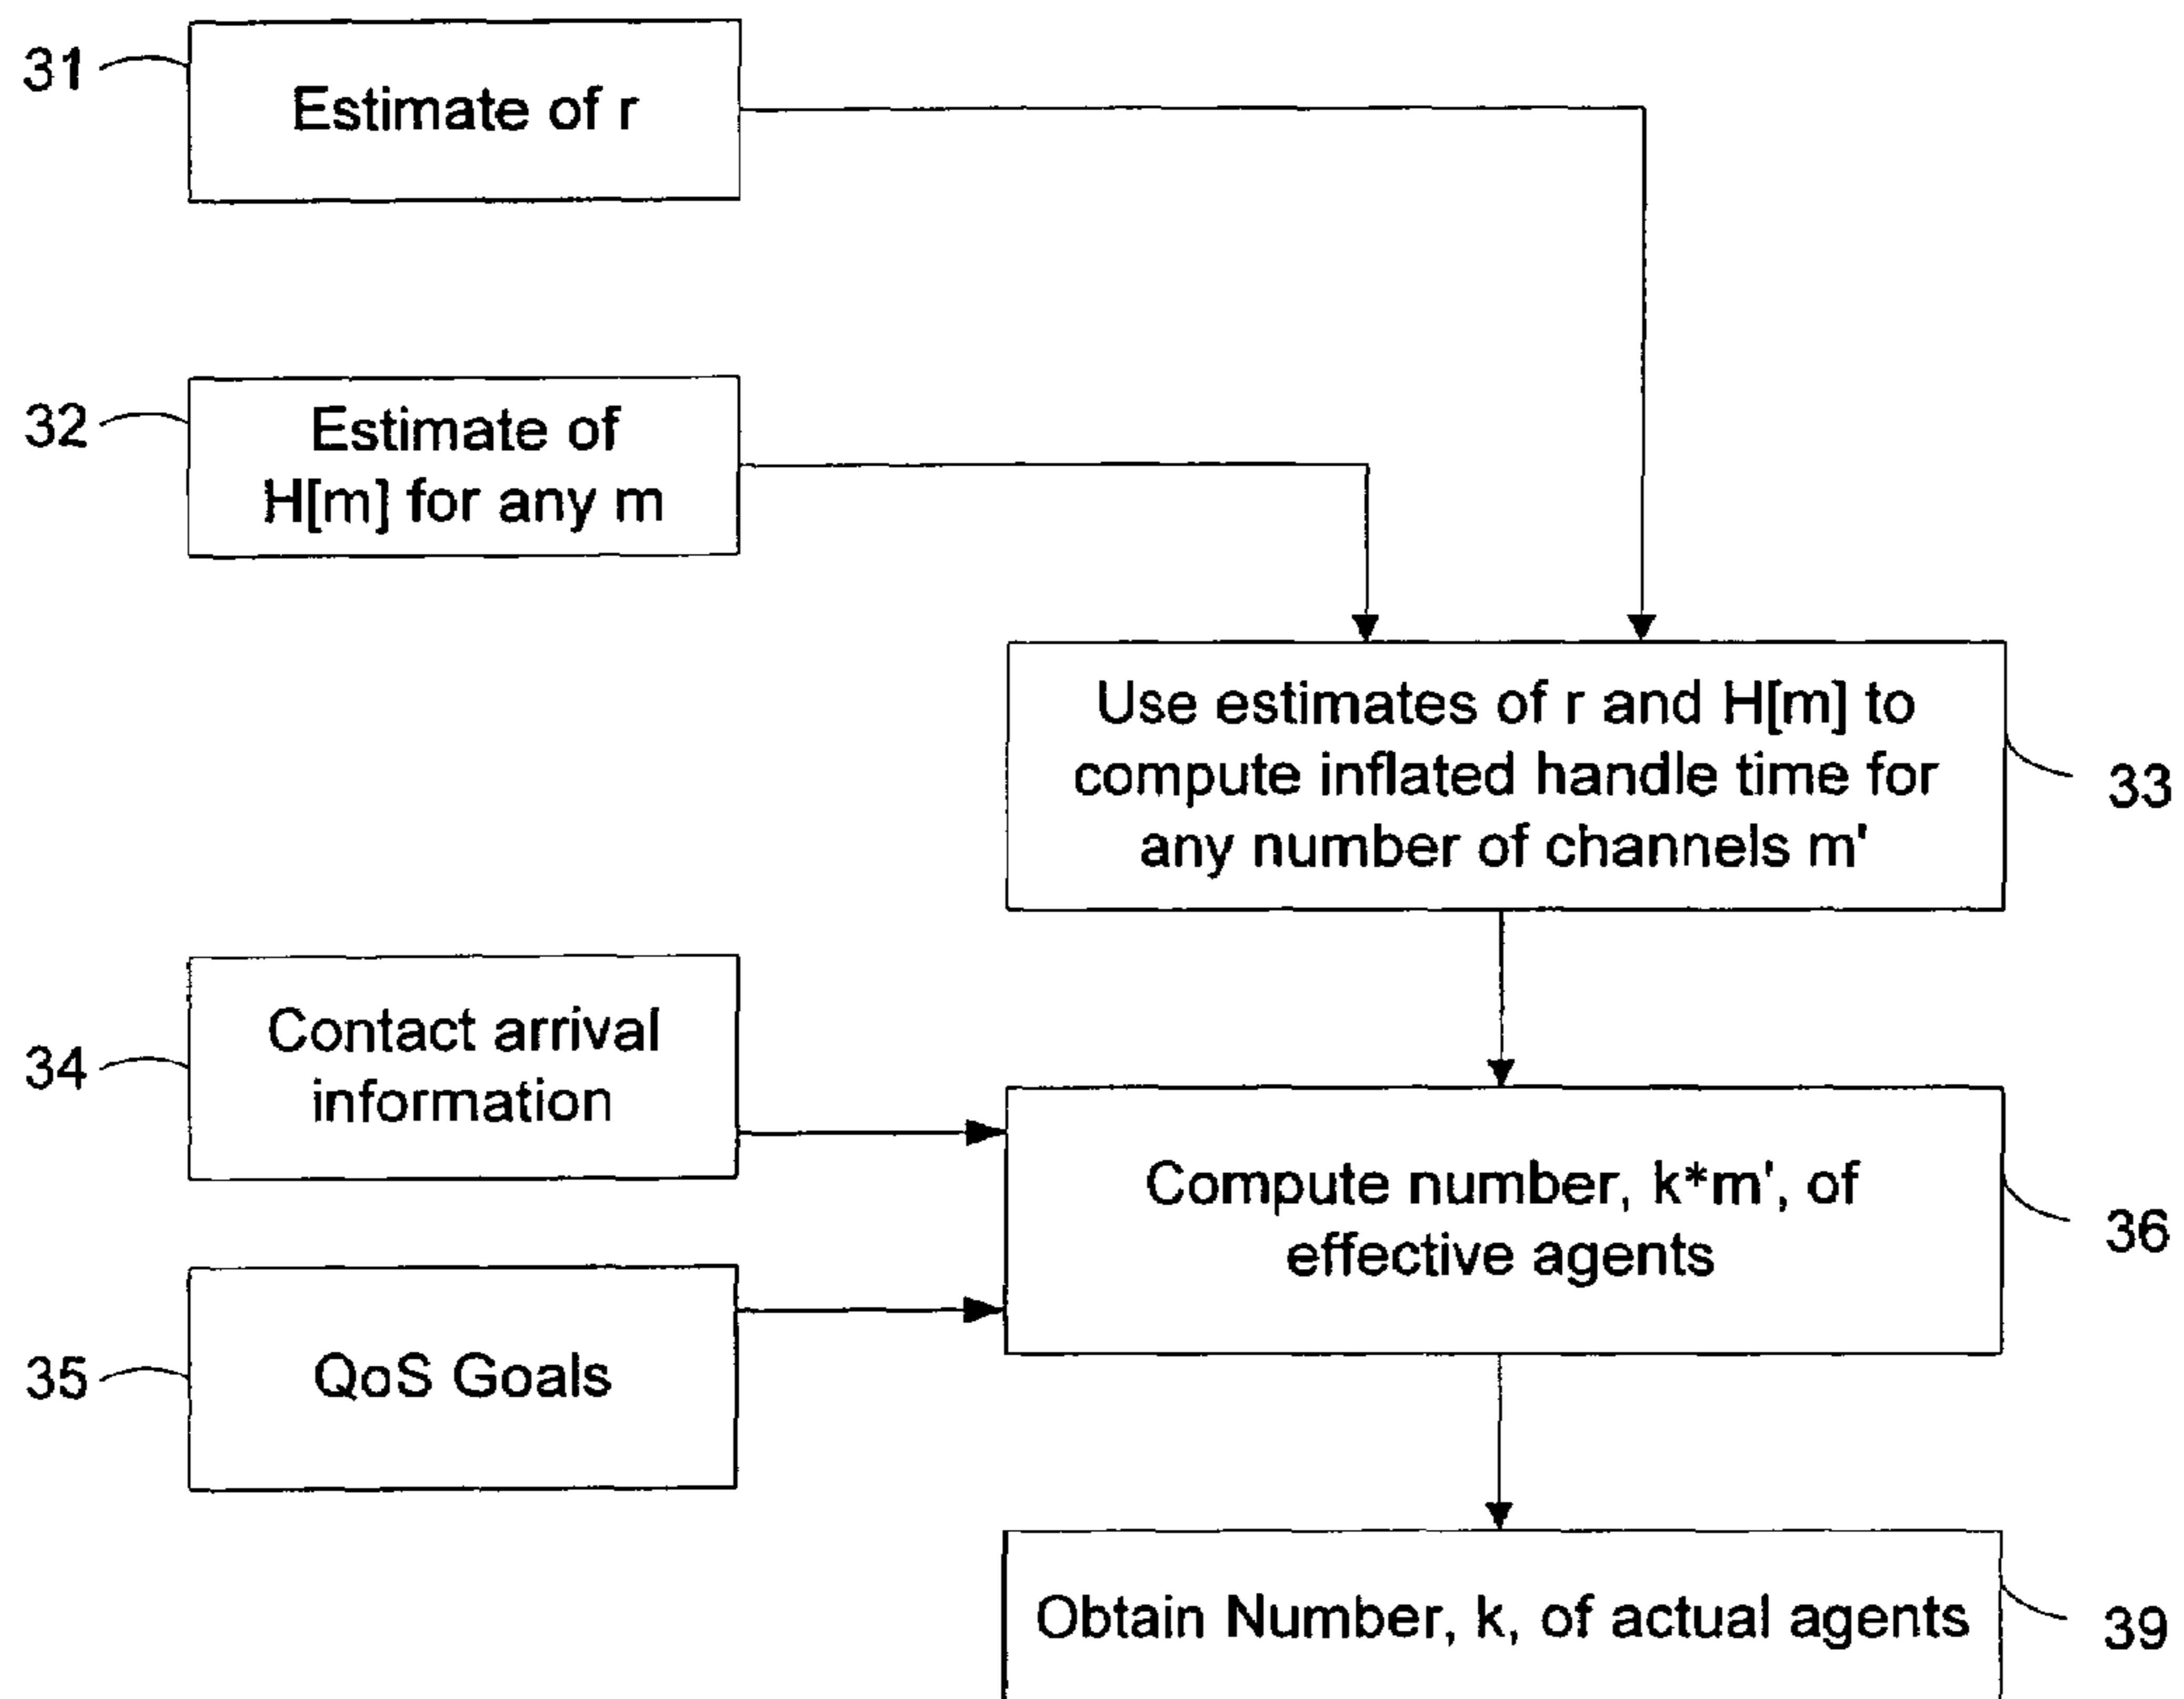 31
Estimate of r
32
Estimate of
H[m] for any m
Use estimates of r and H[m] to
compute inflated handle time for
any number of channels m'
33
34
Contact arrival
information
Compute number, k*m', of
effective agents
36
35
QoS Goals
Obtain Number, k, of actual agents
39